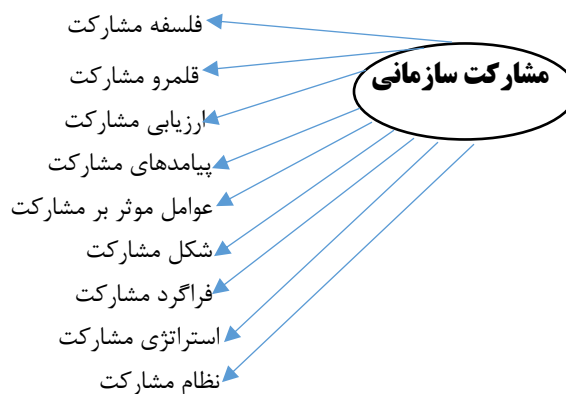 مشارکت سازمانی
فلسفه مشارکت
قلمرو مشارکت
ارزیابی مشارکت
پیامدهای مشارکت
عوامل موثر بر مشارکت
شکل مشارکت
فراگرد مشارکت
استراتژی مشارکت
نظام مشارکت